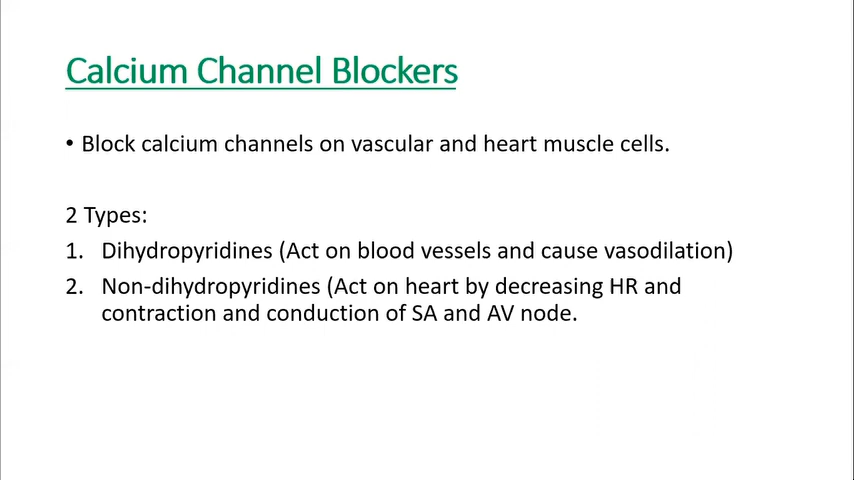 Calcium Channel Blockers
• Block calcium channels on vascular and heart muscle cells.
2 Types:
1. Dihydropyridines (Act on blood vessels and cause vasodilation)
2. Non-dihydropyridines (Act on heart by decreasing HR and
contraction and conduction of SA and AV node.